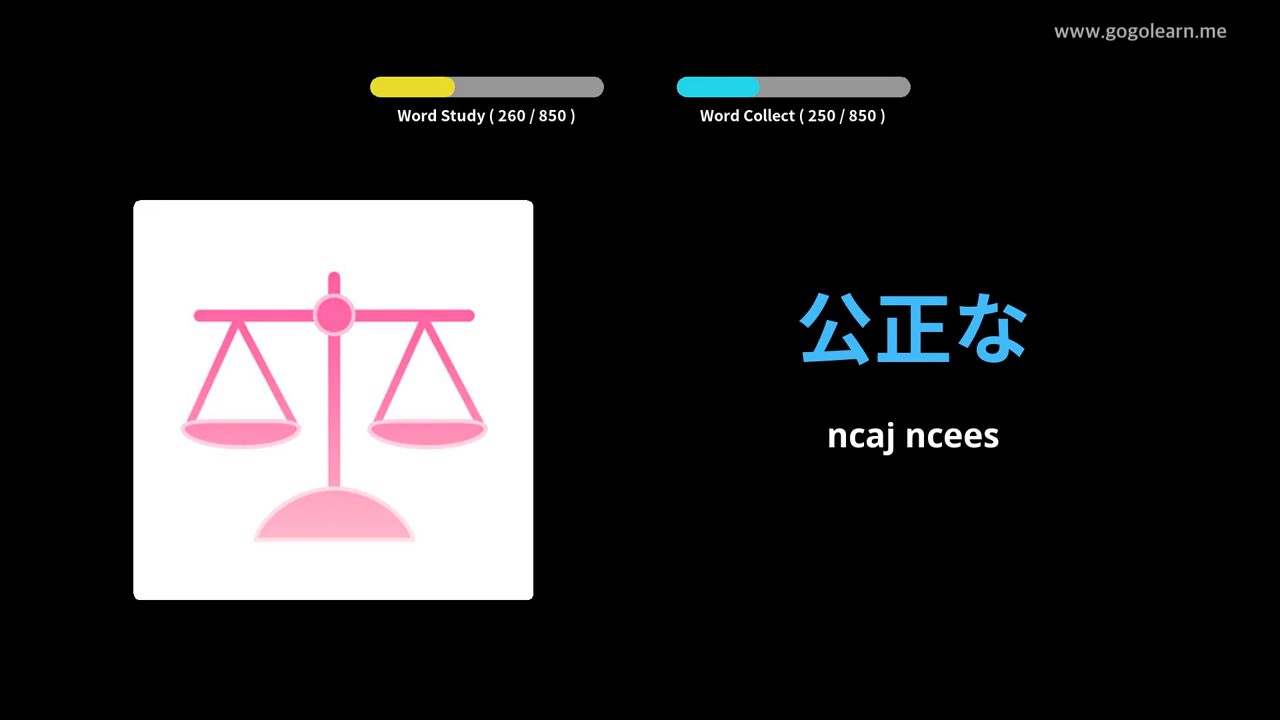 www.gogolearn.me
Word Study ( 260 / 850 )
Word Collect ( 250 / 850 )
公正な
ncaj ncees